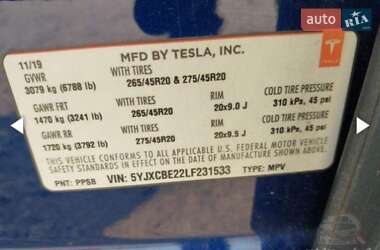 auto RIA
11/19 MFD BY TESLA, INC.
GVWR WITH TIRES
3079 kg (6788 lb) 265/45R20 & 275/45R20
GAWR FRT WITH TIRES RIM COLD TIRE PRESSURE
1470 kg (3241 lb) 265/45R20 20x9.0 J 310 kPa, 45 psi
GAWR RR WITH TIRES RIM COLD TIRE PRESSURE
1720 kg (3792 lb) 275/45R20 20x9.5 J 310 kPa, 45 psi
THIS VEHICLE CONFORMS TO ALL APPLICABLE U.S. FEDERAL MOTOR VEHICLE
SAFETY STANDARDS IN EFFECT ON THE DATE OF MANUFACTURE SHOWN ABOVE.
PNT: PPSB VIN: 5YJXCBE22LF231533 TYPE: MPV